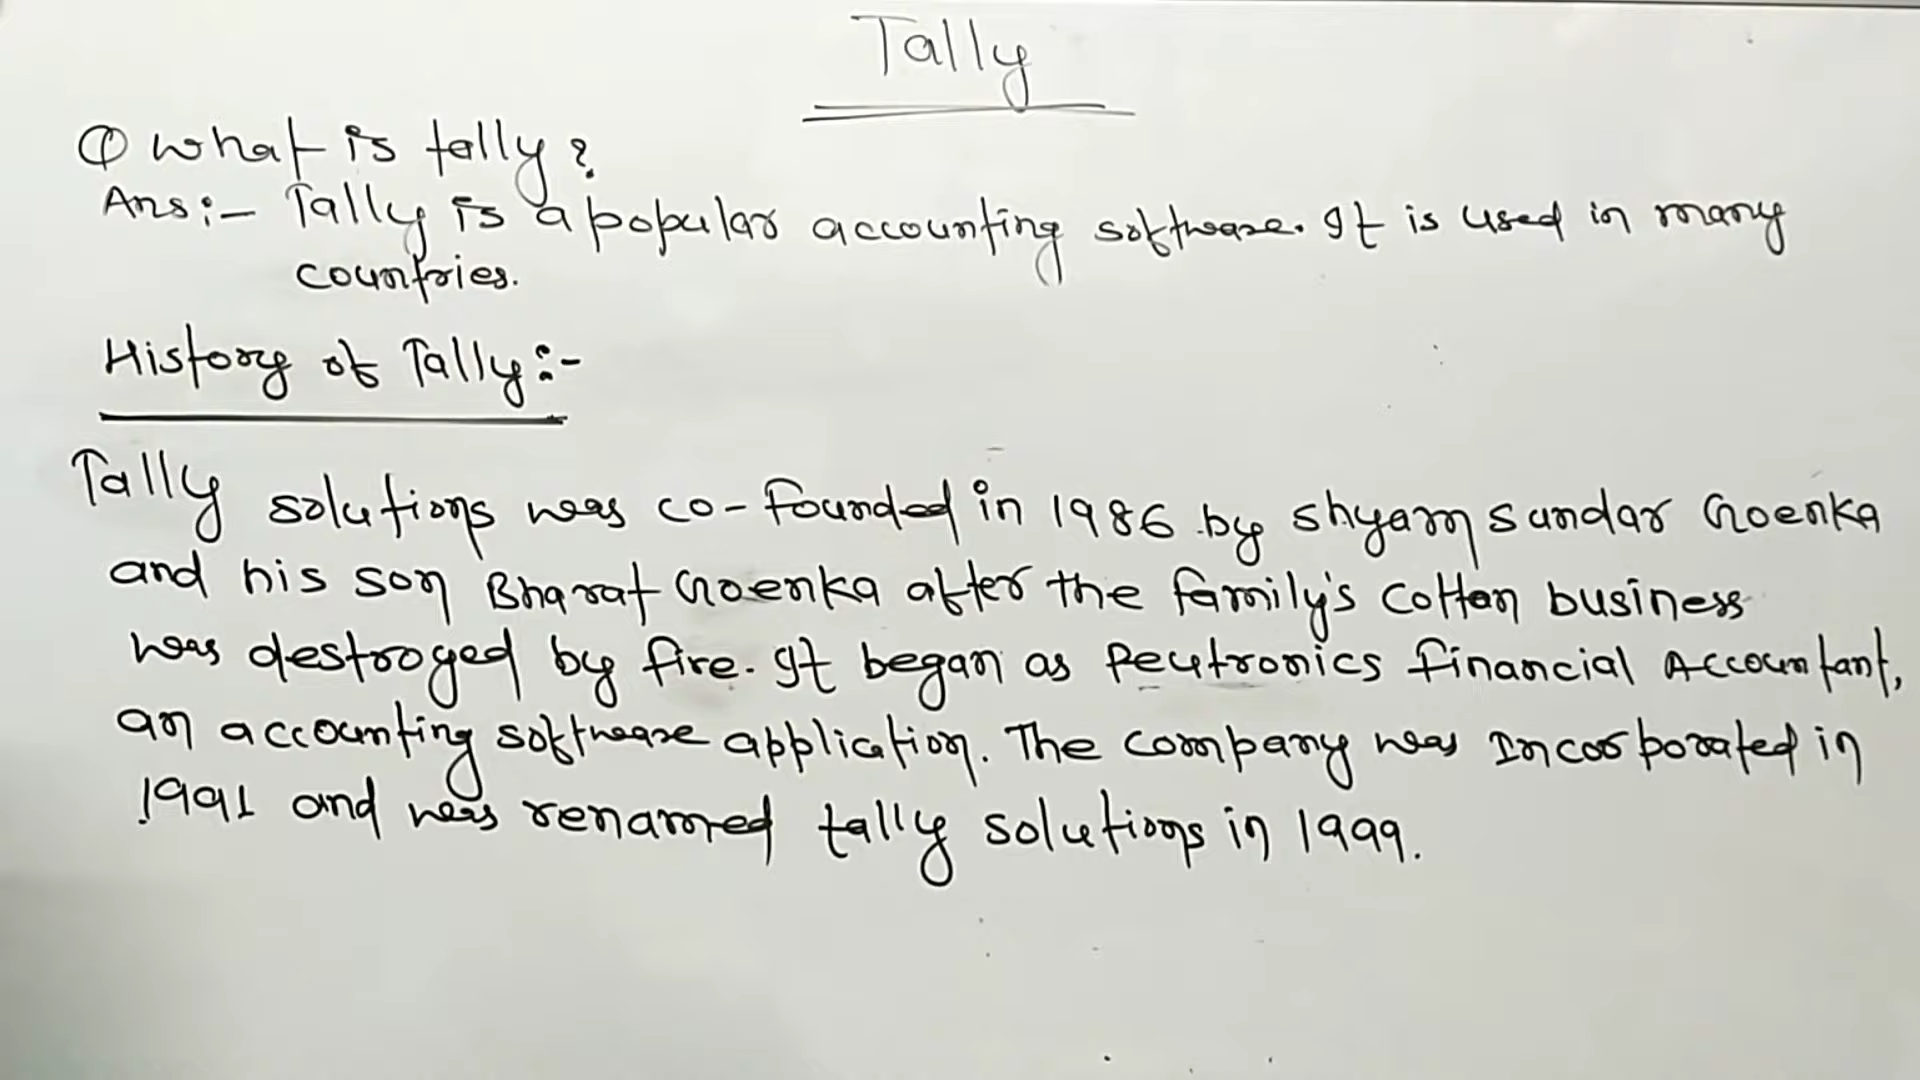 Tally
Q what is tally?
Ans:- Tally is a popular accounting software. It is used in many
countries.
History of Tally:-
Tally solutions was co-founded in 1986 by shyam sundar Goenka
and his son Bharat Goenka after the family's cotton business
was destroyed by fire. It began as Peutronics financial Accountant,
an accounting software application. The company was Incorporated in
1991 and was renamed tally solutions in 1999.